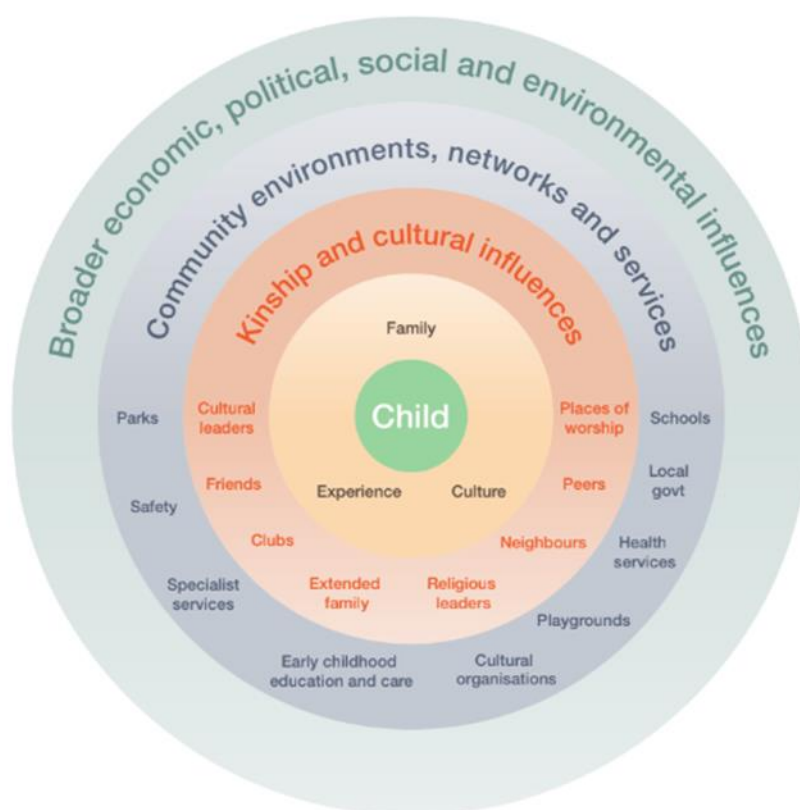 Broader economic, political, social and environmental influences
Community environments, networks and services
Kinship and cultural influences
Family
Child
Experience
Culture
Cultural
leaders
Friends
Clubs
Extended
family
Religious
leaders
Neighbours
Peers
Places of
worship
Parks
Safety
Specialist
services
Early childhood
education and care
Cultural
organisations
Playgrounds
Health
services
Local
govt
Schools